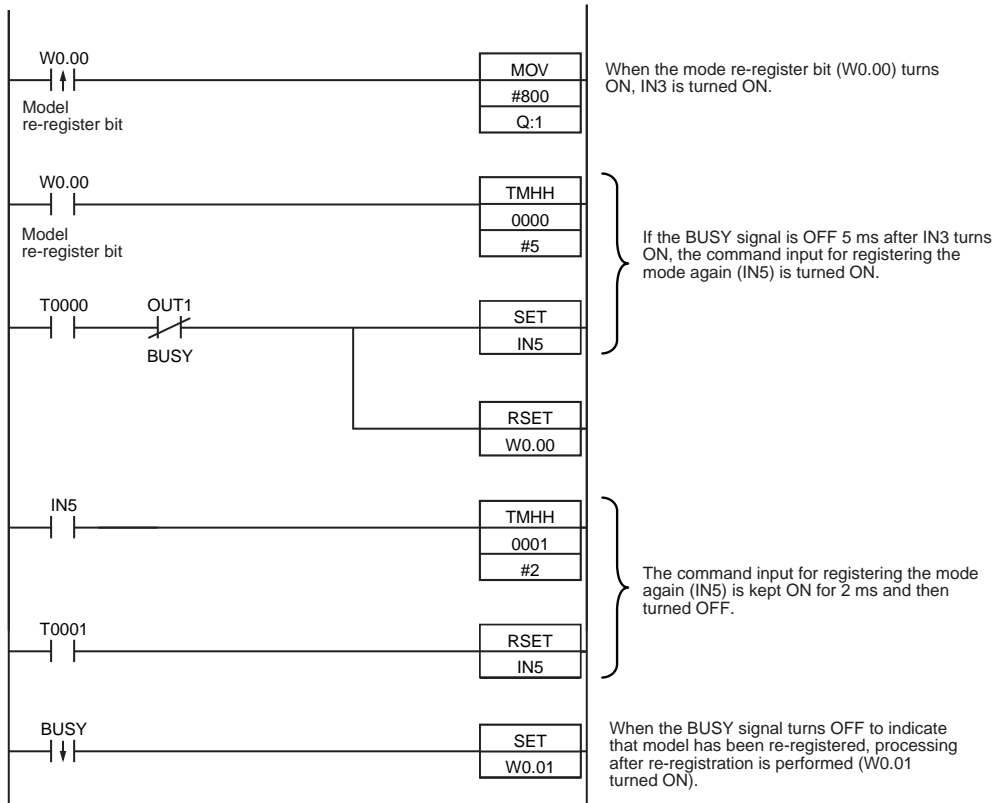 W0.00
Model
re-register bit
MOV
#800
Q:1
When the mode re-register bit (W0.00) turns
ON, IN3 is turned ON.
W0.00
Model
re-register bit
TMHH
0000
#5
If the BUSY signal is OFF 5 ms after IN3 turns
ON, the command input for registering the
mode again (IN5) is turned ON.
T0000
OUT1
BUSY
SET
IN5
RSET
W0.00
IN5
TMHH
0001
#2
The command input for registering the mode
again (IN5) is kept ON for 2 ms and then
turned OFF.
T0001
RSET
IN5
BUSY
SET
W0.01
When the BUSY signal turns OFF to indicate
that model has been re-registered, processing
after re-registration is performed (W0.01
turned ON).